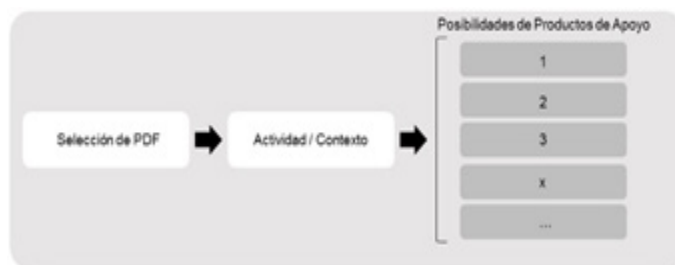 Posibilidades de Productos de Apoyo
Selección de PDF
Actividad / Contexto
1
2
3
x
...